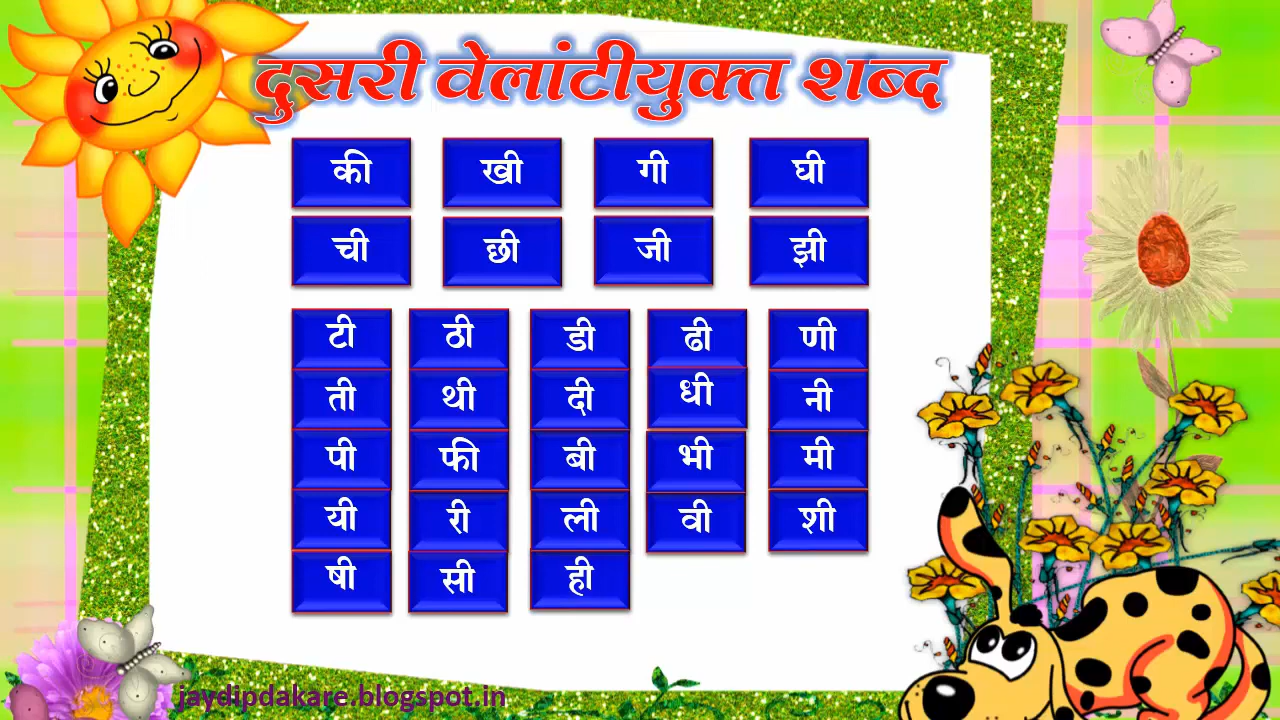 दुसरी वेलांटीयुक्त शब्द
की खी गी घी
ची छी जी झी
टी ठी डी ढी णी
ती थी दी धी नी
पी फी बी भी मी
यी री ली वी शी
षी सी ही
jaydipdakare.blogspot.in